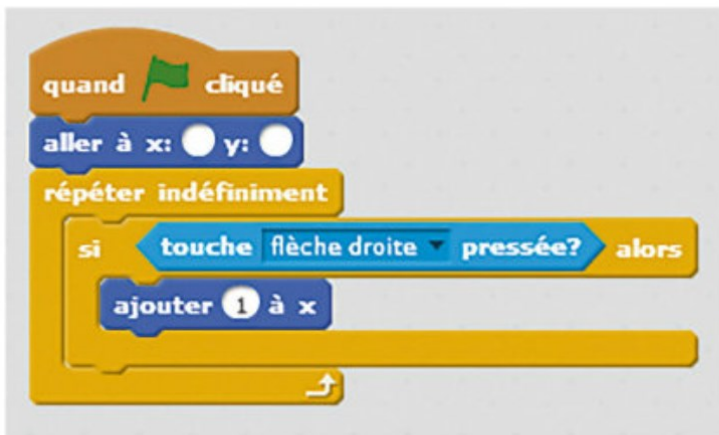 quand cliqué
aller à x: y:
répéter indéfiniment
si touche flèche droite pressée? alors
ajouter 1 à x